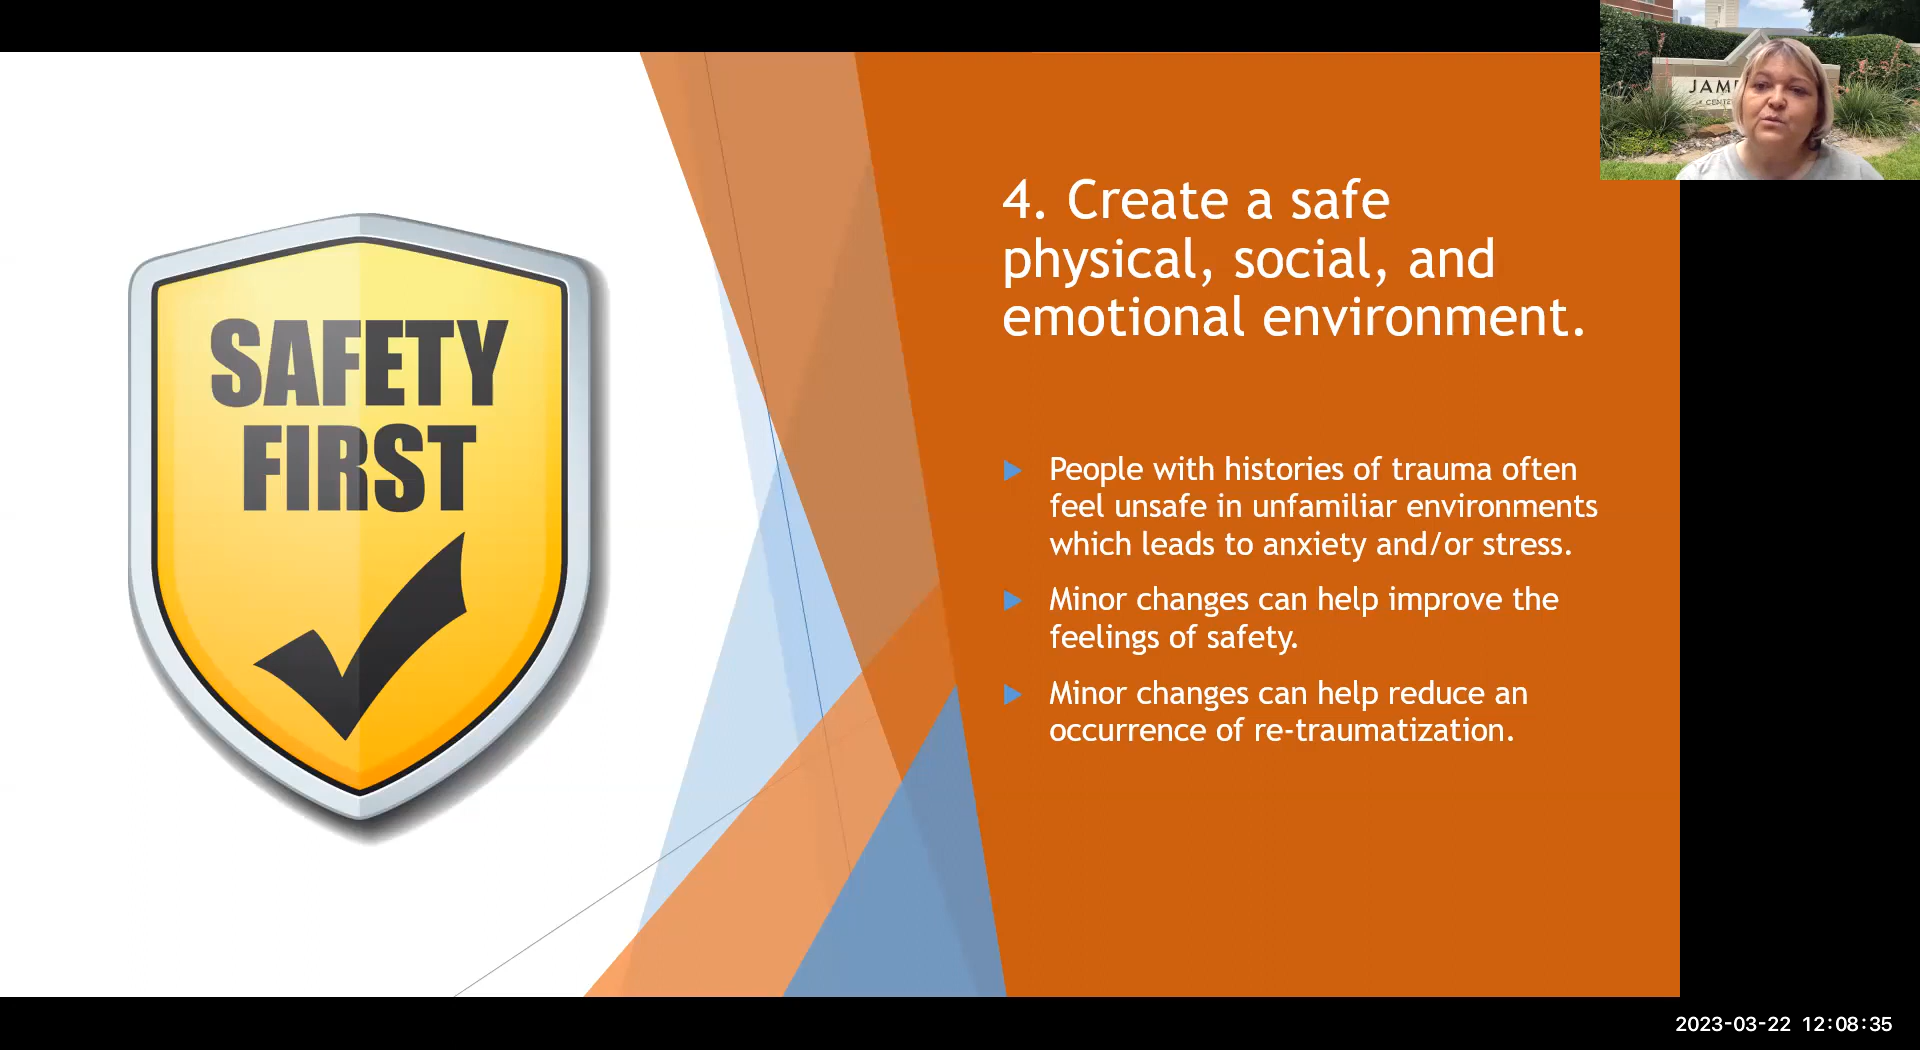 JAM
CENTE
SAFETY
FIRST
4. Create a safe
physical, social, and
emotional environment.
People with histories of trauma often
feel unsafe in unfamiliar environments
which leads to anxiety and/or stress.
Minor changes can help improve the
feelings of safety.
Minor changes can help reduce an
occurrence of re-traumatization.
2023-03-22 12:08:35